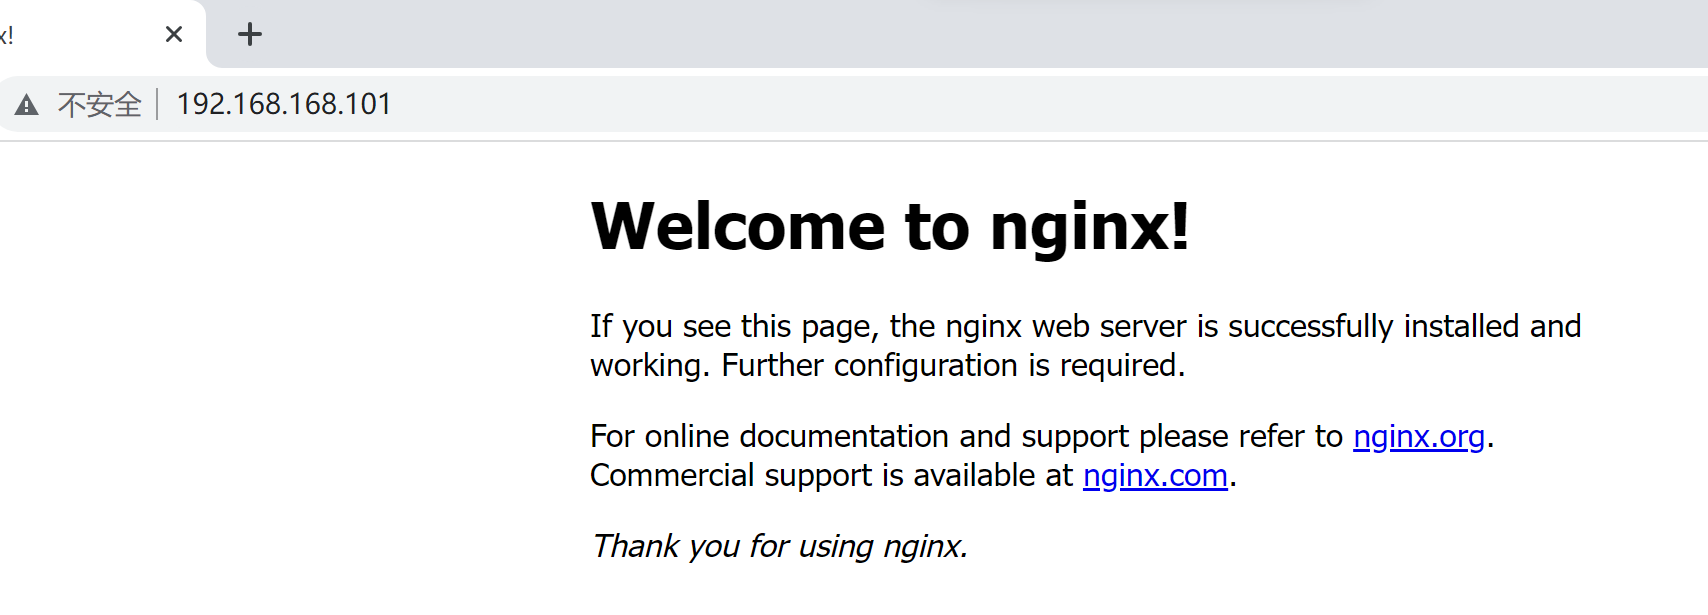 x!
不安全 192.168.168.101
Welcome to nginx!
If you see this page, the nginx web server is successfully installed and
working. Further configuration is required.
For online documentation and support please refer to nginx.org.
Commercial support is available at nginx.com.
Thank you for using nginx.